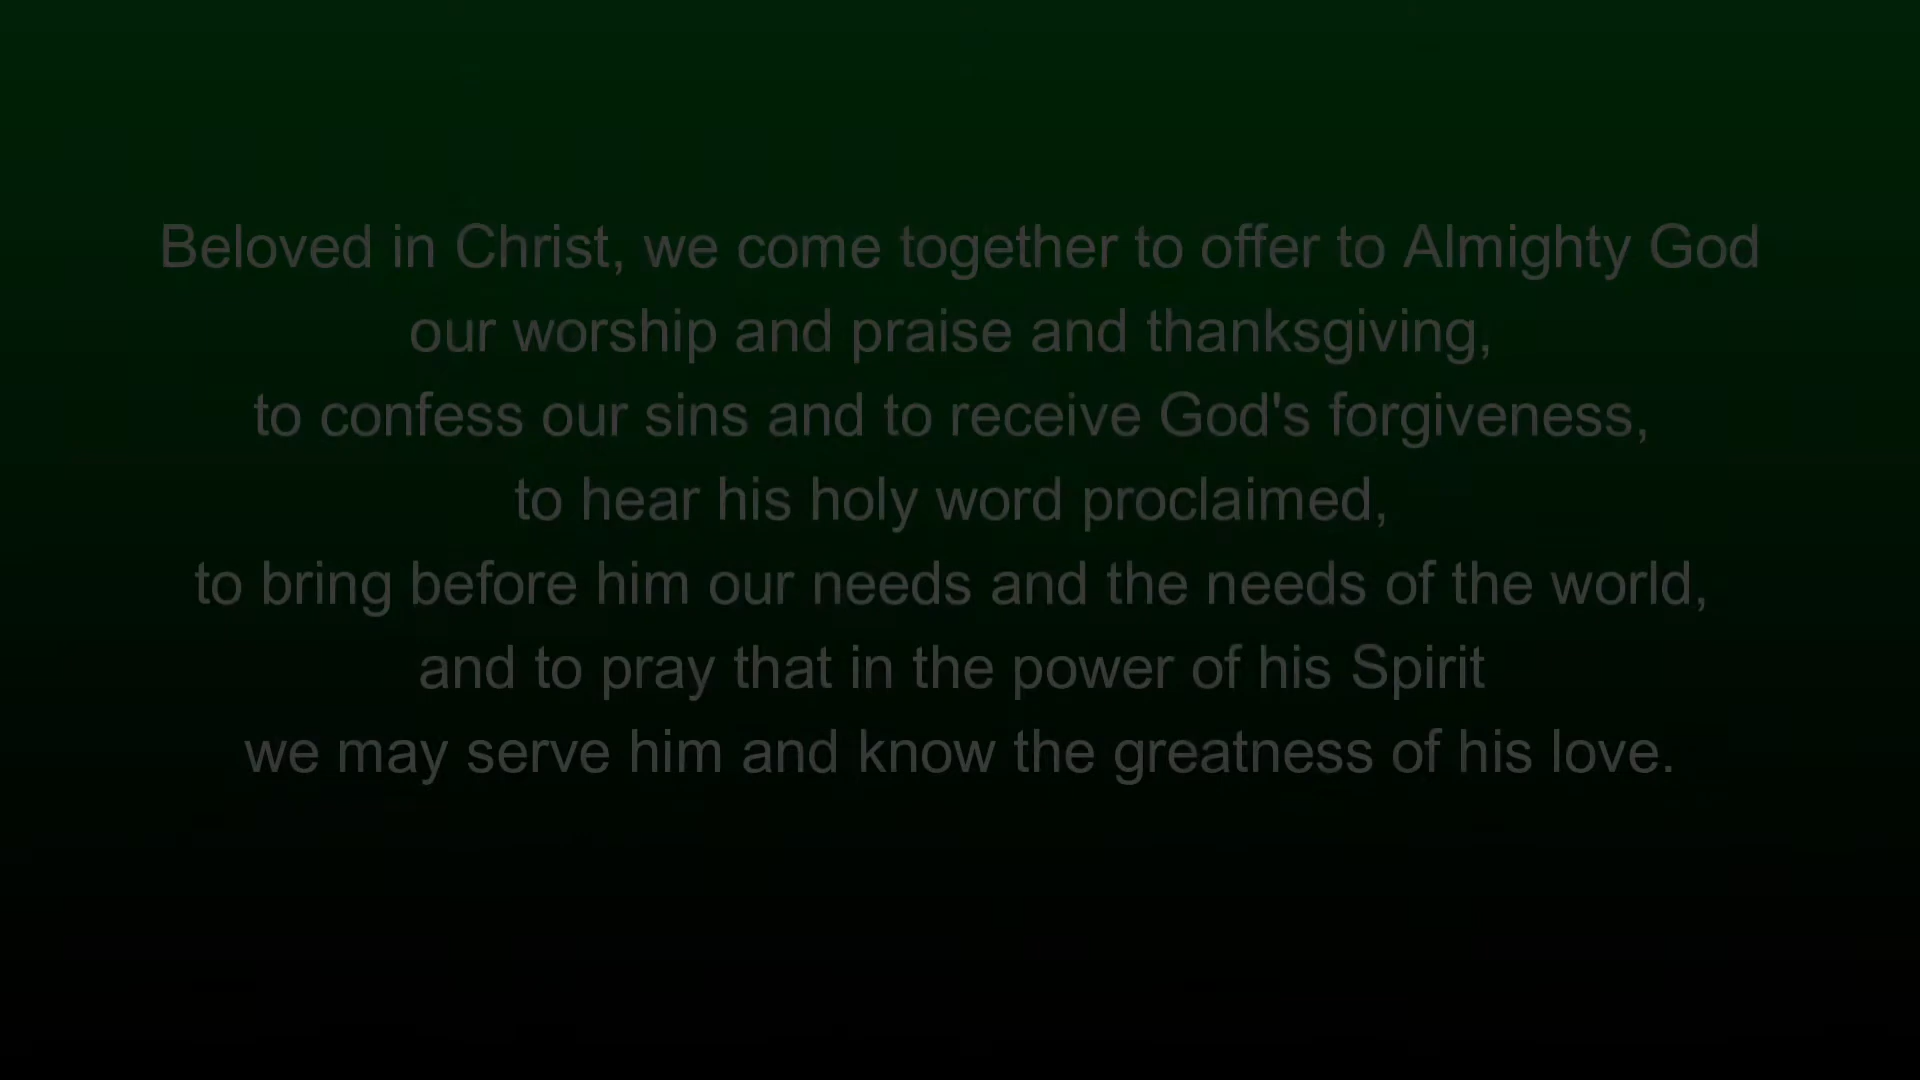 Beloved in Christ, we come together to offer to Almighty God
our worship and praise and thanksgiving,
to confess our sins and to receive God's forgiveness,
to hear his holy word proclaimed,
to bring before him our needs and the needs of the world,
and to pray that in the power of his Spirit
we may serve him and know the greatness of his love.